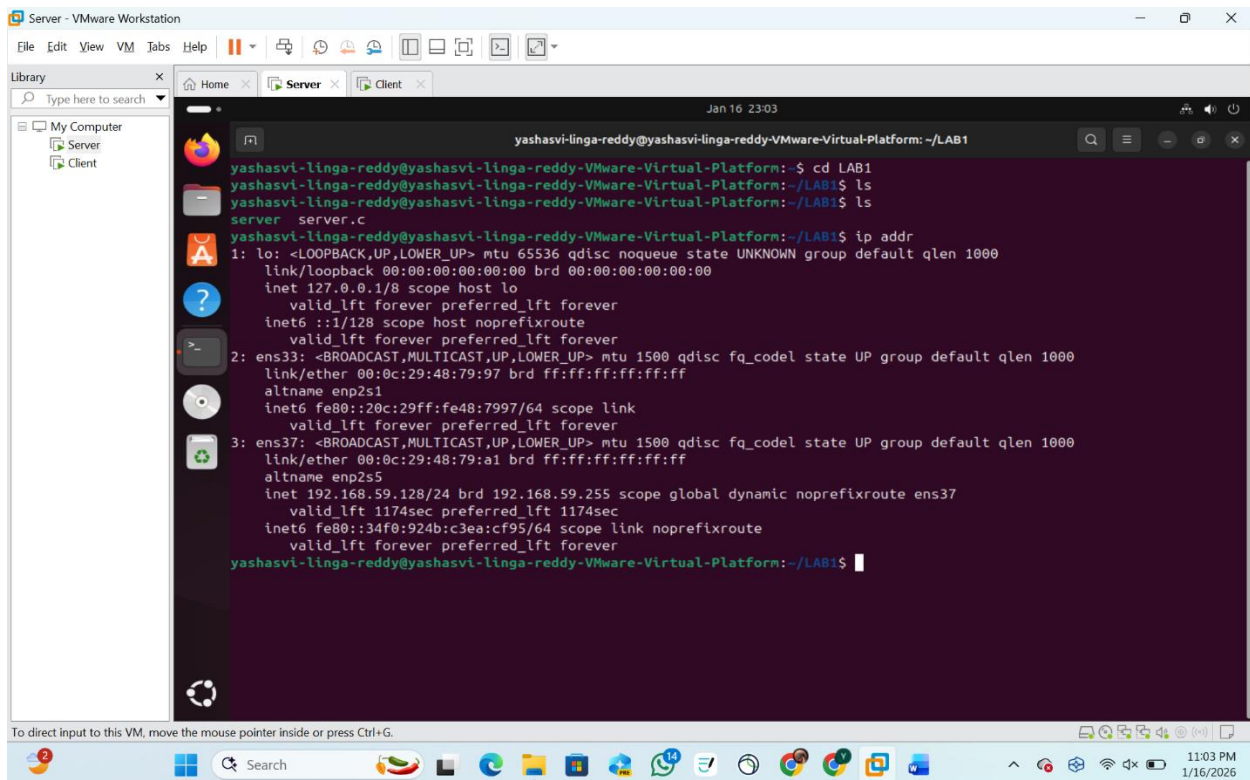 Server - VMware Workstation
File Edit View VM Tabs Help
Library
Type here to search
My Computer
Server
Client
Home
Server
Client
Jan 16 23:03
yashasvi-linga-reddy@yashasvi-linga-reddy-VMware-Virtual-Platform: ~/LAB1
yashasvi-linga-reddy@yashasvi-linga-reddy-VMware-Virtual-Platform:~$ cd LAB1
yashasvi-linga-reddy@yashasvi-linga-reddy-VMware-Virtual-Platform:~/LAB1$ ls
yashasvi-linga-reddy@yashasvi-linga-reddy-VMware-Virtual-Platform:~/LAB1$ ls
server  server.c
yashasvi-linga-reddy@yashasvi-linga-reddy-VMware-Virtual-Platform:~/LAB1$ ip addr
1: lo: <LOOPBACK,UP,LOWER_UP> mtu 65536 qdisc noqueue state UNKNOWN group default qlen 1000
link/loopback 00:00:00:00:00:00 brd 00:00:00:00:00:00
inet 127.0.0.1/8 scope host lo
valid_lft forever preferred_lft forever
inet6 ::1/128 scope host noprefixroute
valid_lft forever preferred_lft forever
2: ens33: <BROADCAST,MULTICAST,UP,LOWER_UP> mtu 1500 qdisc fq_codel state UP group default qlen 1000
link/ether 00:0c:29:48:79:97 brd ff:ff:ff:ff:ff:ff
altname enp2s1
inet6 fe80::20c:29ff:fe48:7997/64 scope link
valid_lft forever preferred_lft forever
3: ens37: <BROADCAST,MULTICAST,UP,LOWER_UP> mtu 1500 qdisc fq_codel state UP group default qlen 1000
link/ether 00:0c:29:48:79:a1 brd ff:ff:ff:ff:ff:ff
altname enp2s5
inet 192.168.59.128/24 brd 192.168.59.255 scope global dynamic noprefixroute ens37
valid_lft 1174sec preferred_lft 1174sec
inet6 fe80::34f0:924b:c3ea:cf95/64 scope link noprefixroute
valid_lft forever preferred_lft forever
yashasvi-linga-reddy@yashasvi-linga-reddy-VMware-Virtual-Platform:~/LAB1$
To direct input to this VM, move the mouse pointer inside or press Ctrl+G.
2
Search
PRE
14
11:03 PM
1/16/2026